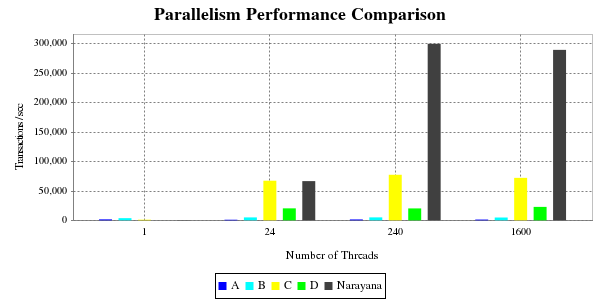 Parallelism Performance Comparison
300,000
250,000
200,000
150,000
100,000
50,000
0
Transactions/sec
1 24 240 1600
Number of Threads
A B C D Narayana